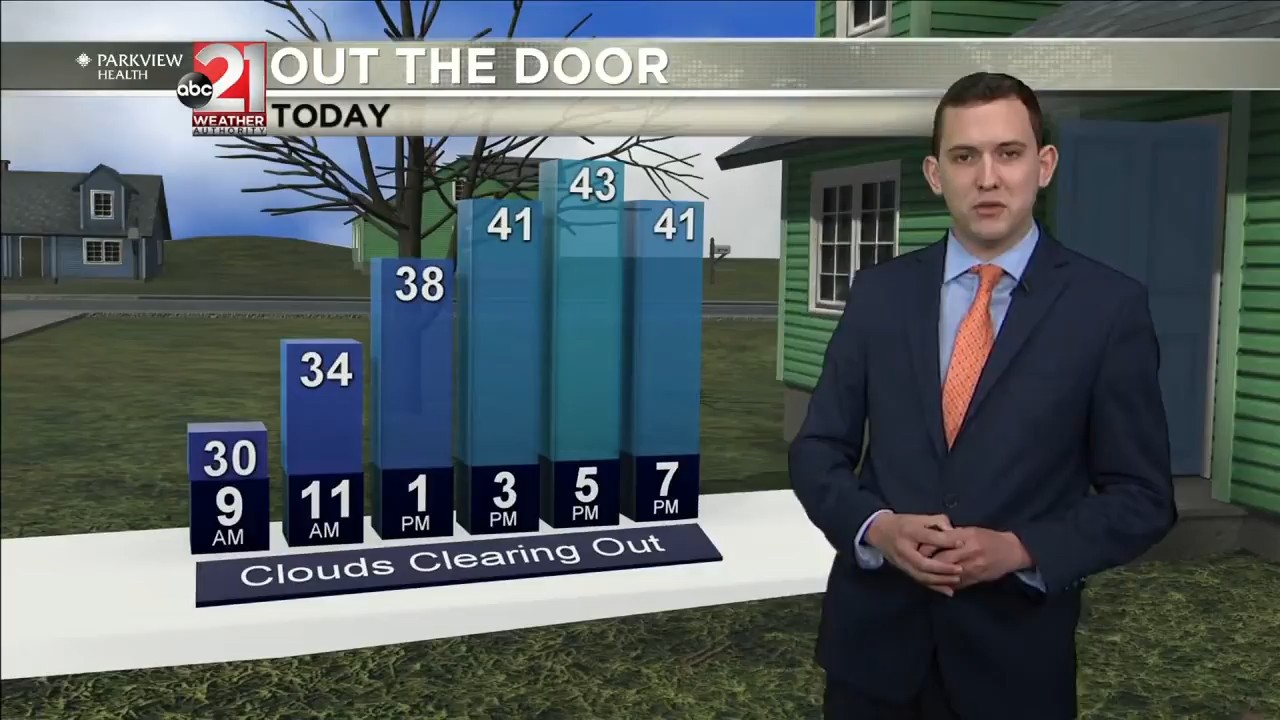 PARKVIEW
HEALTH
abc
21
WEATHER
AUTHORITY
OUT THE DOOR
TODAY
30
34
38
41
43
41
9
AM
11
AM
1
PM
3
PM
5
PM
7
PM
Clouds Clearing Out